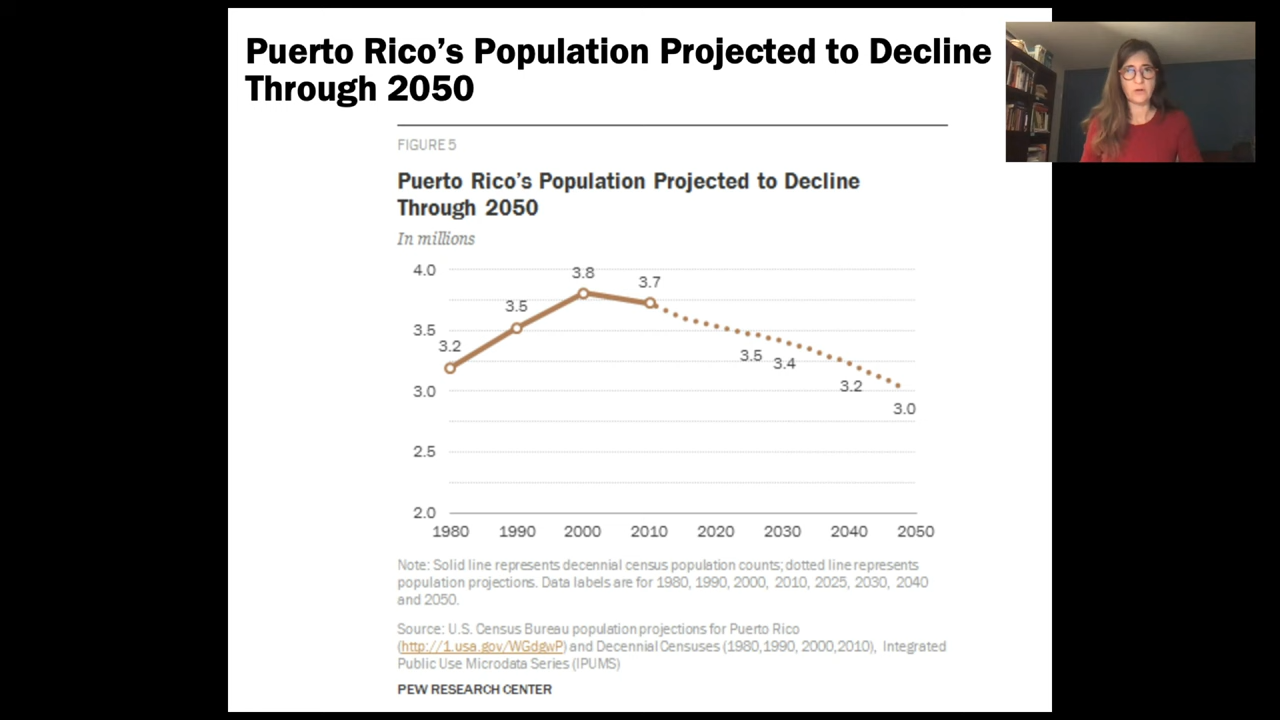 Puerto Rico's Population Projected to Decline
Through 2050
FIGURE 5
Puerto Rico's Population Projected to Decline
Through 2050
In millions
4.0
3.5
3.0
2.5
2.0
3.2
3.5
3.8
3.7
3.5
3.4
3.2
3.0
1980 1990 2000 2010 2020 2030 2040 2050
Note: Solid line represents decennial census population counts; dotted line represents
population projections. Data labels are for 1980, 1990, 2000, 2010, 2025, 2030, 2040
and 2050.
Source: U.S. Census Bureau population projections for Puerto Rico
(http://1.usa.gov/WGdgwP) and Decennial Censuses (1980,1990, 2000,2010), Integrated
Public Use Microdata Series (IPUMS)
PEW RESEARCH CENTER